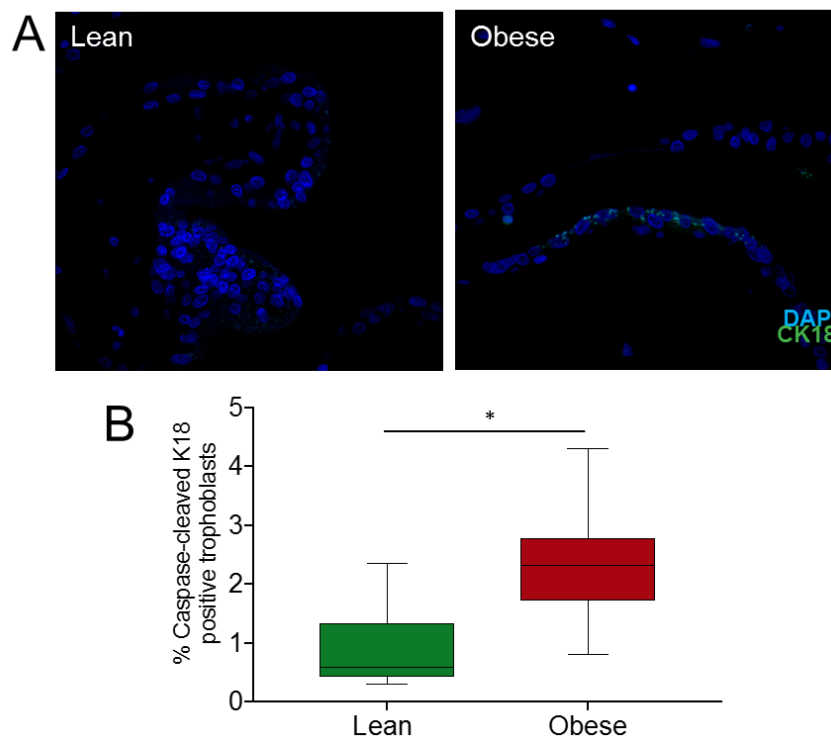 A
Lean
Obese
DAP
CK18
B
% Caspase-cleaved K18
positive trophoblasts
5
4
3
2
1
0
*
Lean
Obese